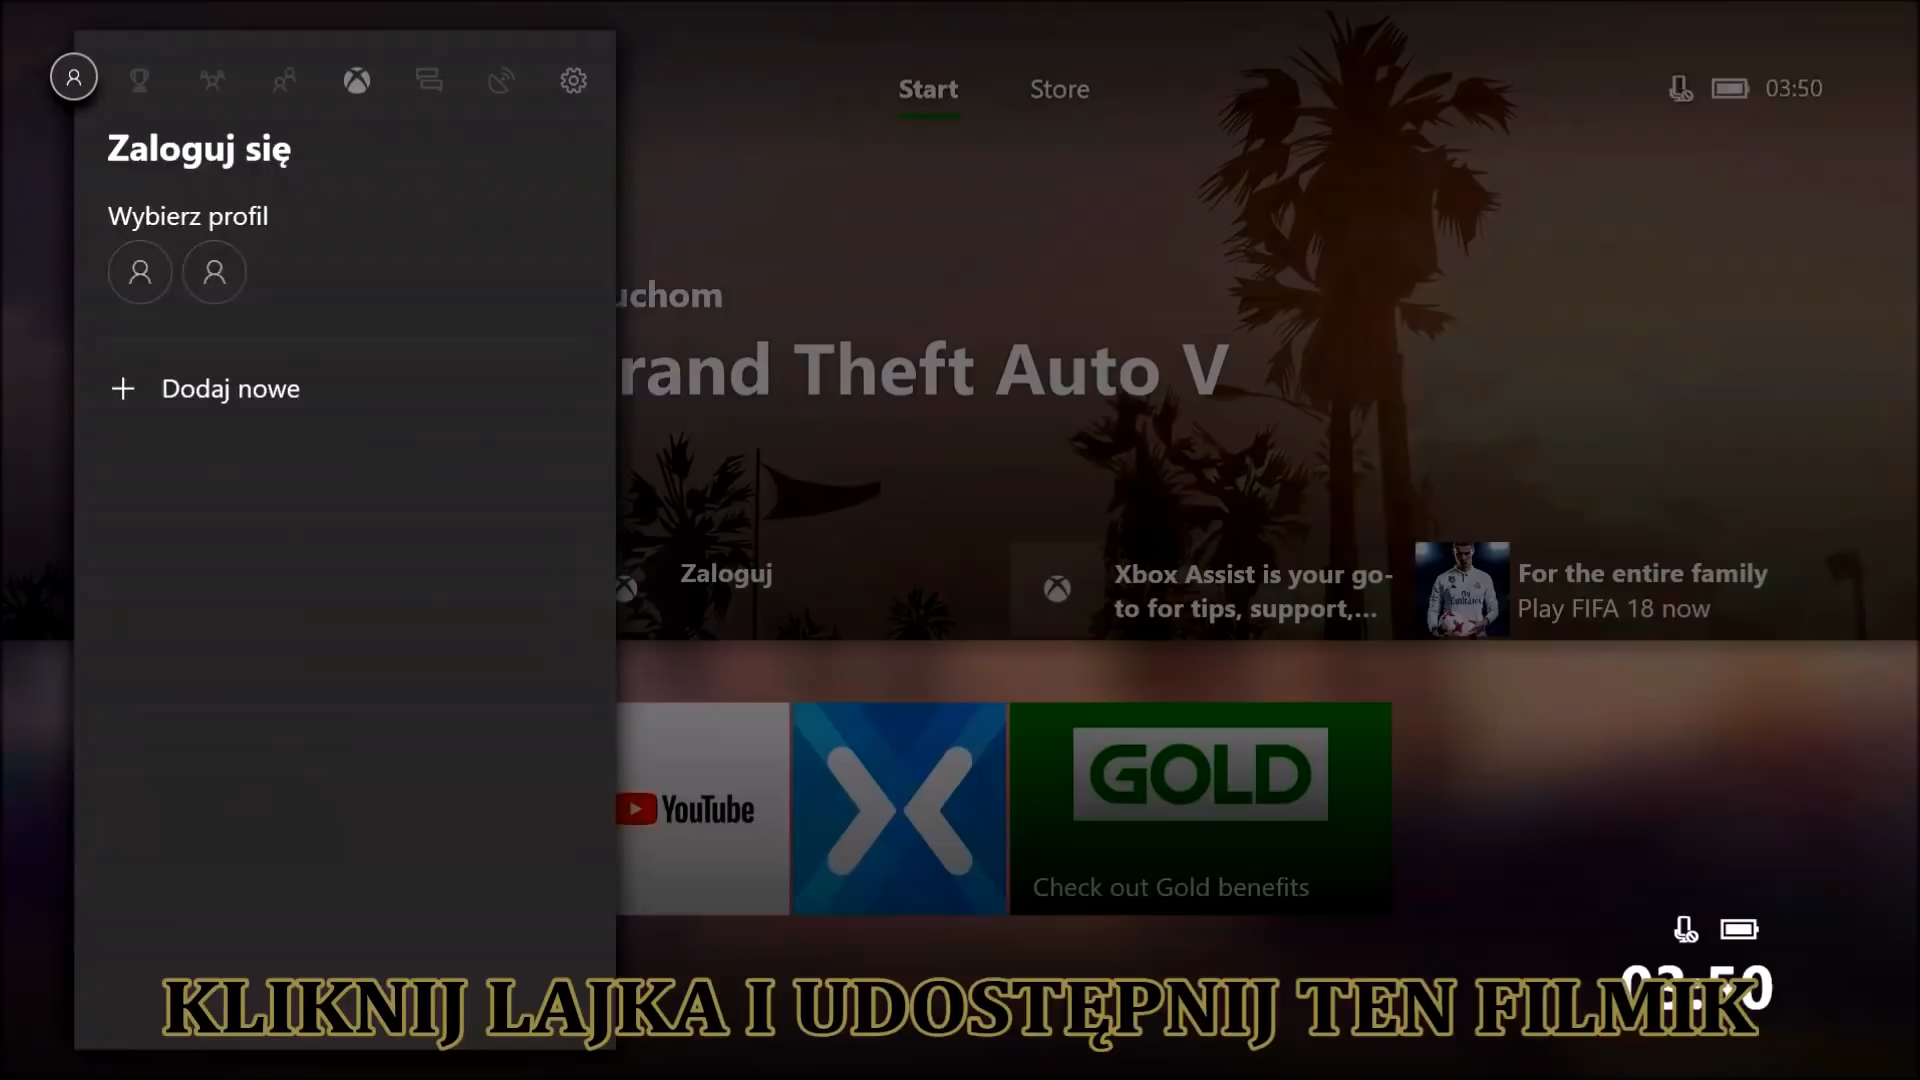 Zaloguj się
Wybierz profil
Dodaj nowe
Start
Store
03:50
uchom
rand Theft Auto V
Zaloguj
Xbox Assist is your go-
to for tips, support,...
For the entire family
Play FIFA 18 now
YouTube
GOLD
Check out Gold benefits
03:50
KLIKNIJ LAJKA I UDOSTĘPNIJ TEN FILMIK